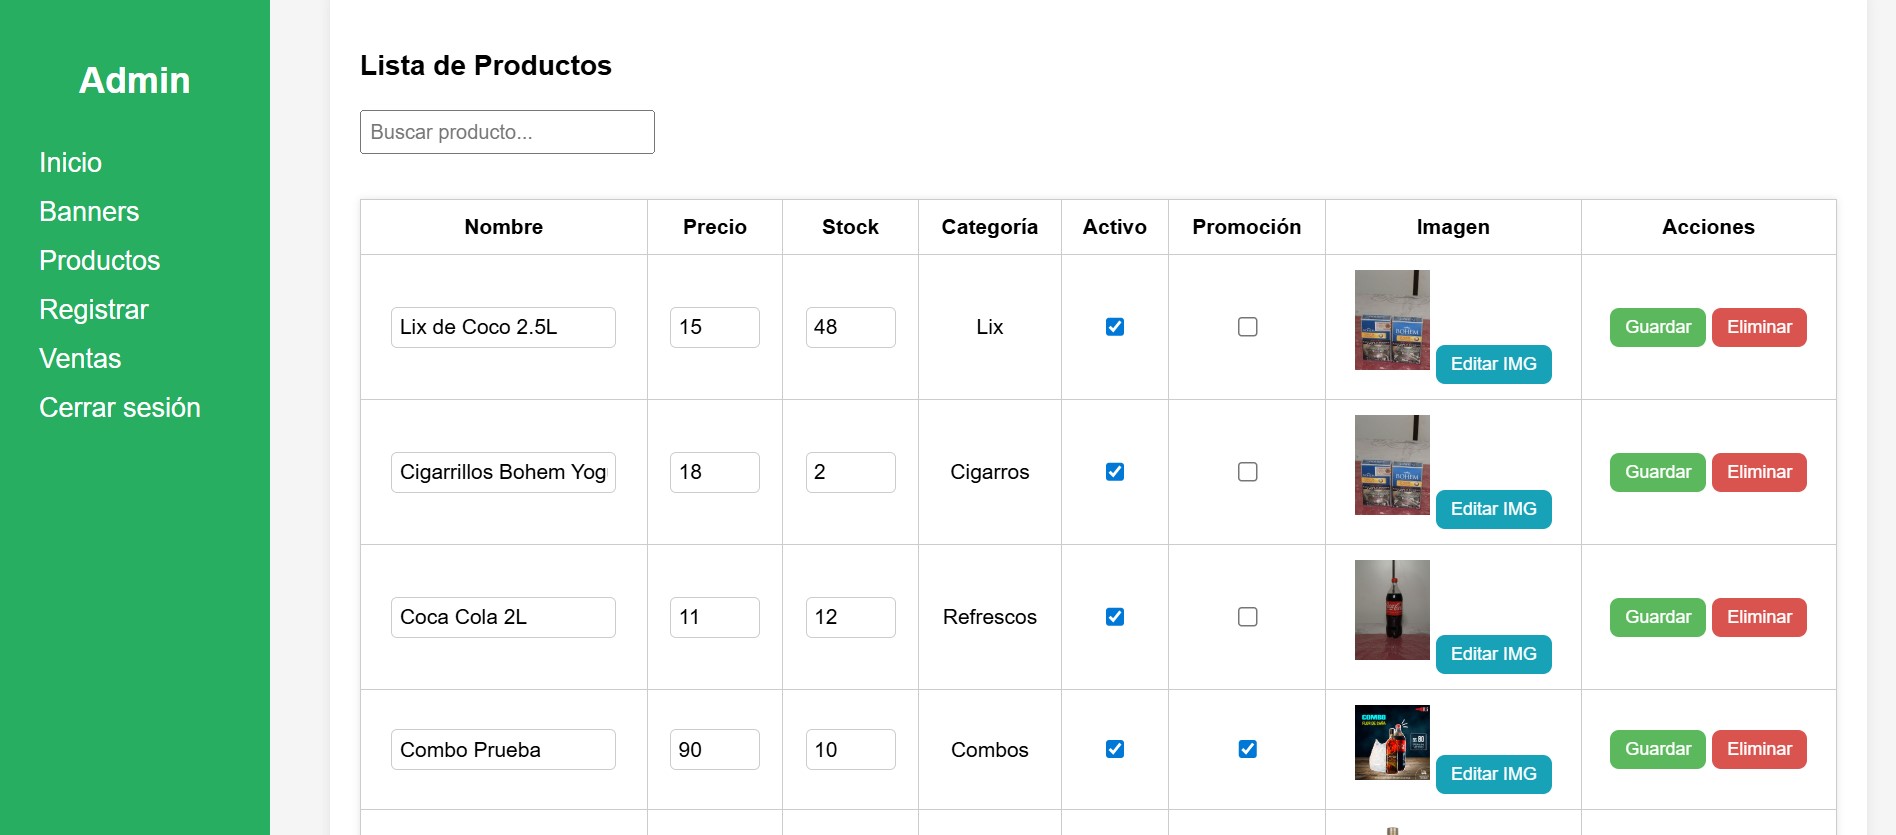 Admin
Inicio
Banners
Productos
Registrar
Ventas
Cerrar sesión
Lista de Productos
Buscar producto...
Nombre Precio Stock Categoría Activo Promoción Imagen Acciones
Lix de Coco 2.5L 15 48 Lix Editar IMG Guardar Eliminar
Cigarrillos Bohem Yog 18 2 Cigarros Editar IMG Guardar Eliminar
Coca Cola 2L 11 12 Refrescos Editar IMG Guardar Eliminar
Combo Prueba 90 10 Combos COMBO Editar IMG Guardar Eliminar